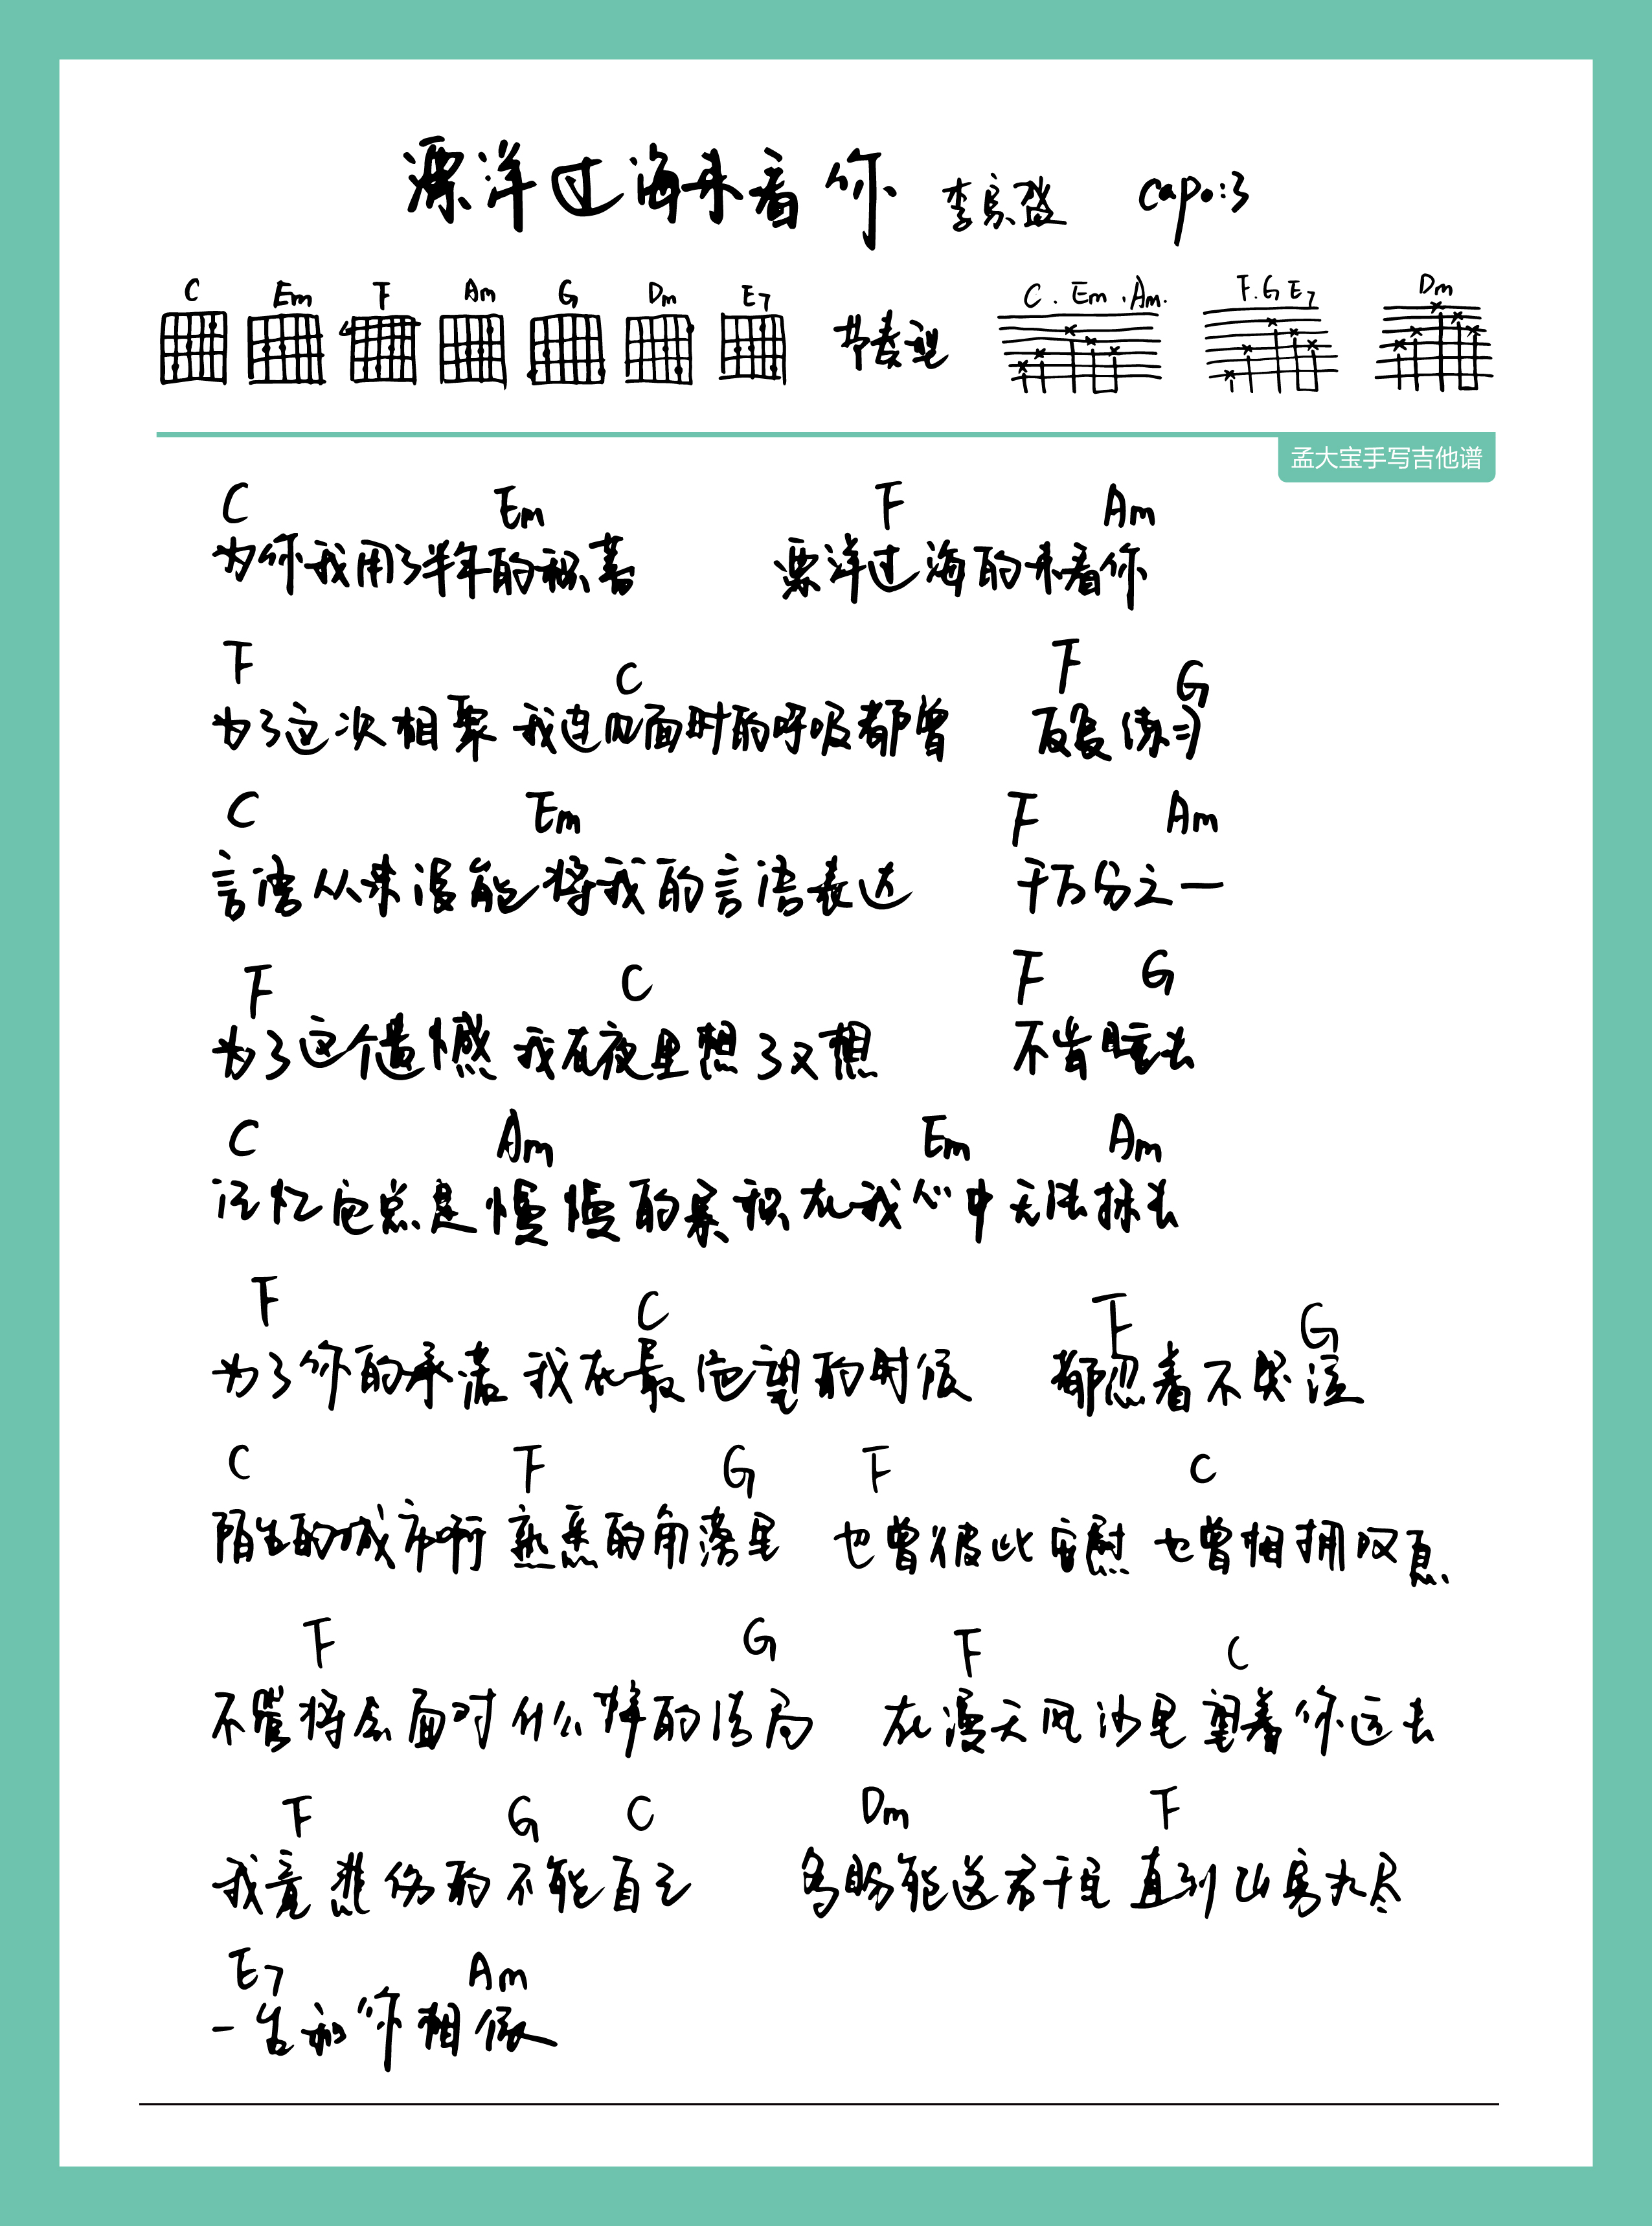 漂洋过海来看你 李宗盛 capo:3
C Em F Am G Dm E7 节奏型 C.Em.Am. F.G E7 Dm
孟大宝手写吉他谱
C Em F Am
为你我用了半年的积蓄 漂洋过海的来看你
F C F G
为了这次相聚 我连见面时的呼吸都曾 反复练习
C Em F Am
言语从来没能将我的言语表达 千万分之一
F C F G
为了这个遗憾 我在夜里想了又想 不肯睡去
C Am Em Am
记忆它总是慢慢的累积在我心中无法抹去
F C F G
为了你的承诺 我在最绝望的时候 都忍着不哭泣
C F G F C
陌生的城市啊 熟悉的角落里 也曾彼此安慰 也曾相拥叹息
F G F C
不管将会面对什么样的结局 在漫天风沙里望着你远去
F G C Dm F
我竟悲伤的不能自已 多盼能送君千里 直到山穷水尽
E7 Am
一生和你相依